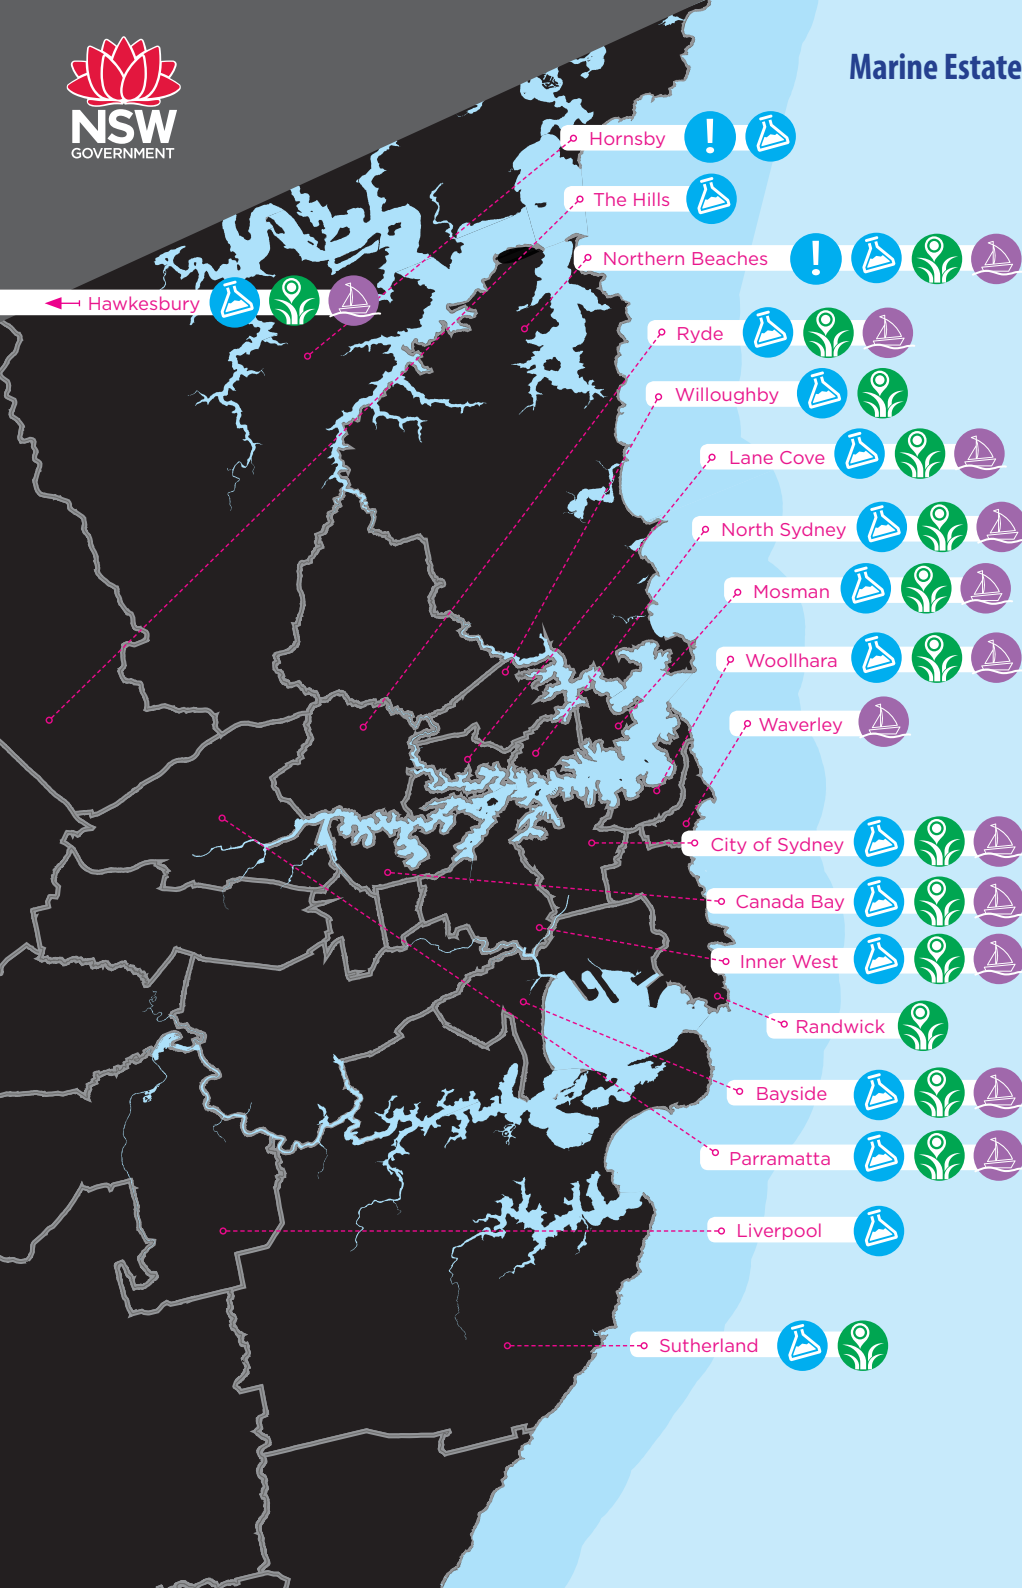 NSW
GOVERNMENT
Marine Estate
Hornsby
The Hills
Northern Beaches
Hawkesbury
Ryde
Willoughby
Lane Cove
North Sydney
Mosman
Woollhara
Waverley
City of Sydney
Canada Bay
Inner West
Randwick
Bayside
Parramatta
Liverpool
Sutherland